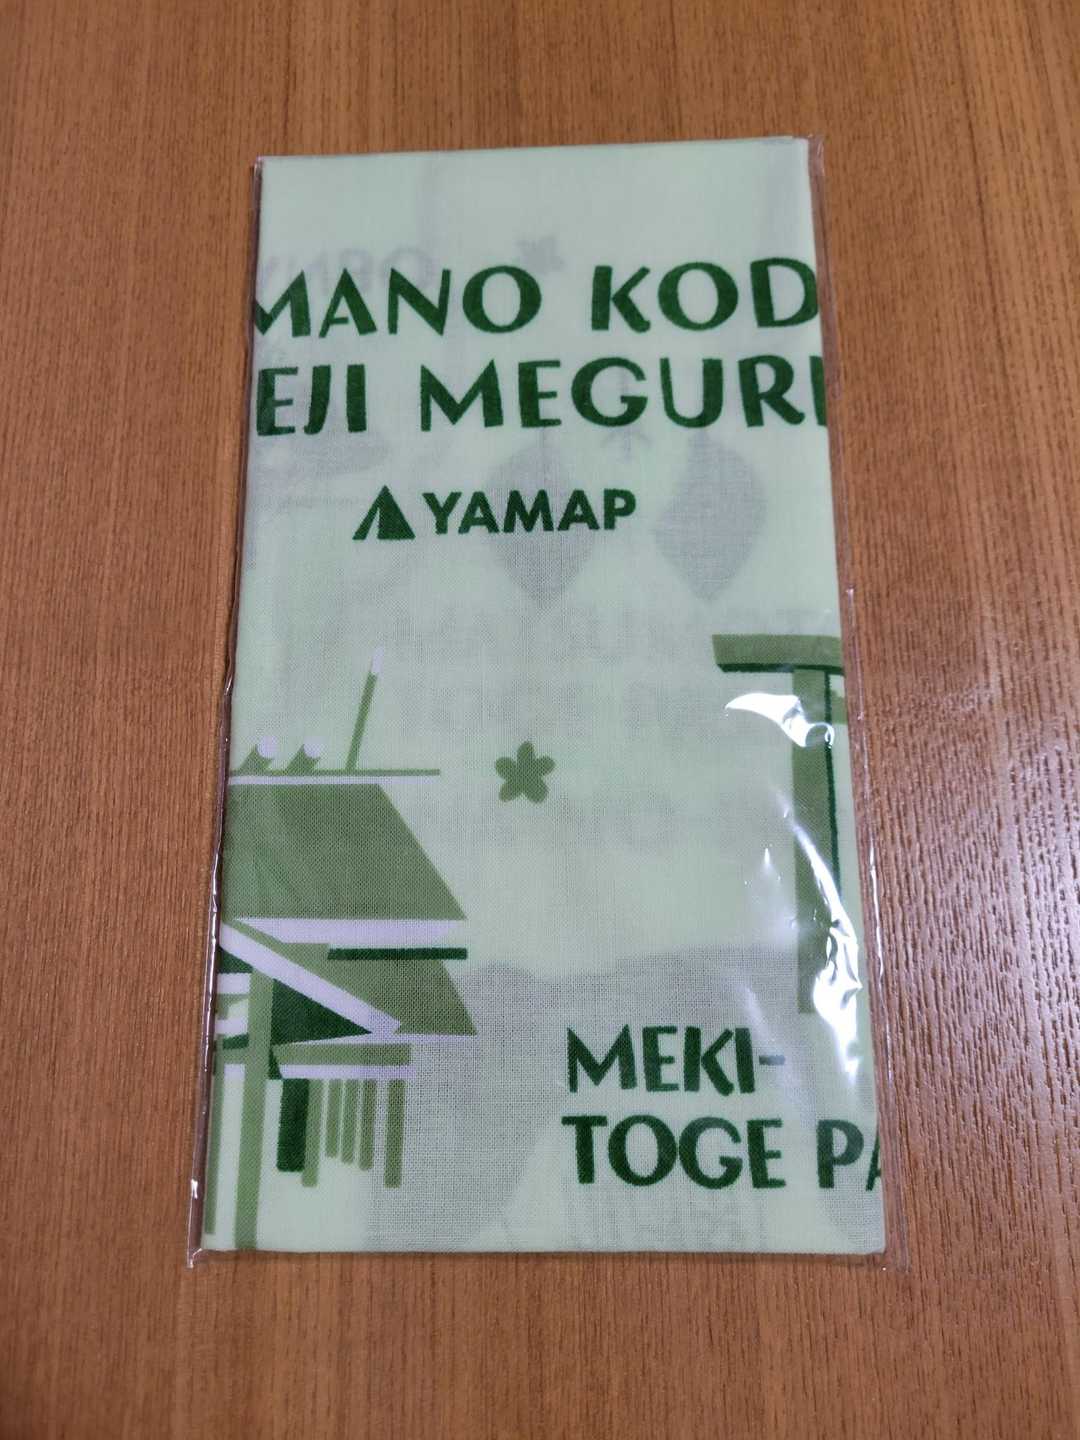 MANO KOD
EJI MEGURI
YAMAP
MEKI-
TOGE PA